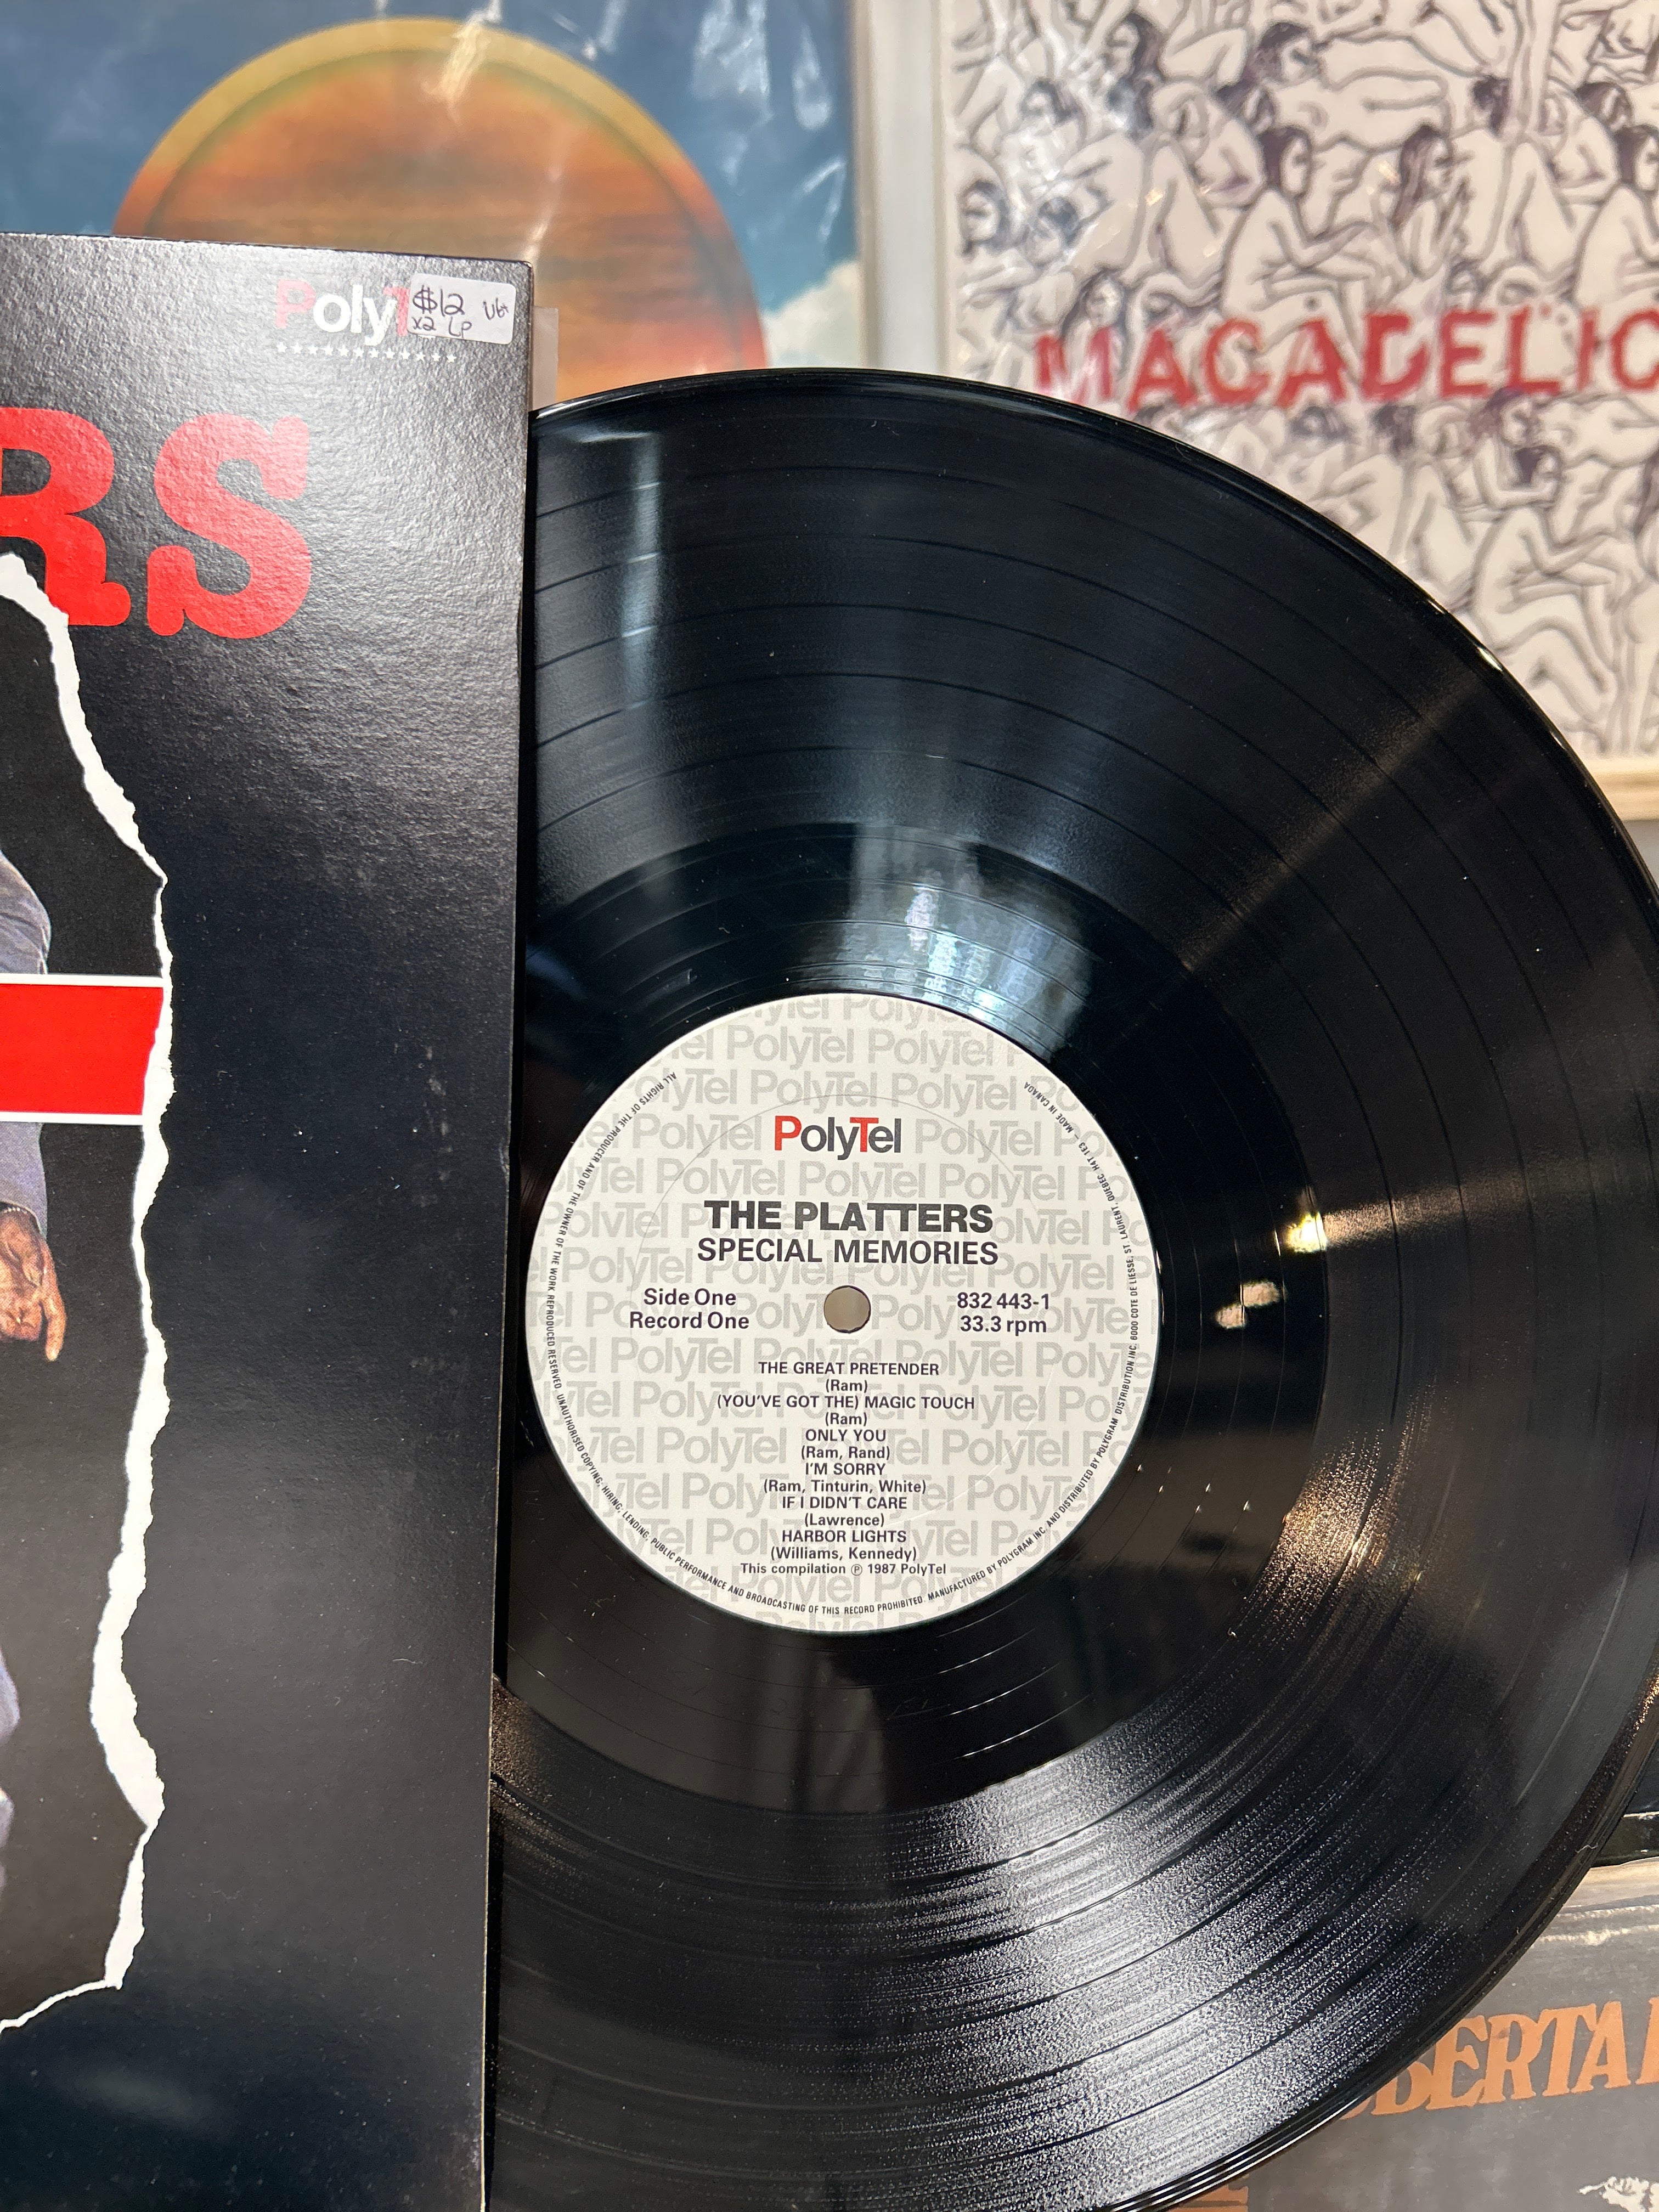 PolyT
$12 VG+
x2 LP
RS
MACADELIC
PolyTel
THE PLATTERS
SPECIAL MEMORIES
Side One
Record One
832 443-1
33.3 rpm
THE GREAT PRETENDER
(Ram)
(YOU'VE GOT THE) MAGIC TOUCH
(Ram)
ONLY YOU
(Ram, Rand)
I'M SORRY
(Ram, Tinturin, White)
IF I DIDN'T CARE
(Lawrence)
HARBOR LIGHTS
(Williams, Kennedy)
This compilation ℗ 1987 PolyTel
ALL RIGHTS OF THE PRODUCER AND OF THE OWNER OF THE WORK REPRODUCED RESERVED. UNAUTHORISED COPYING, HIRING, LENDING, PUBLIC PERFORMANCE AND BROADCASTING OF THIS RECORD PROHIBITED. MANUFACTURED BY POLYGRAM INC. AND DISTRIBUTED BY POLYGRAM DISTRIBUTION INC. 6000 COTE DE LIESSE, ST. LAURENT, QUEBEC H4T 1E3 – MADE IN CANADA
BERTA